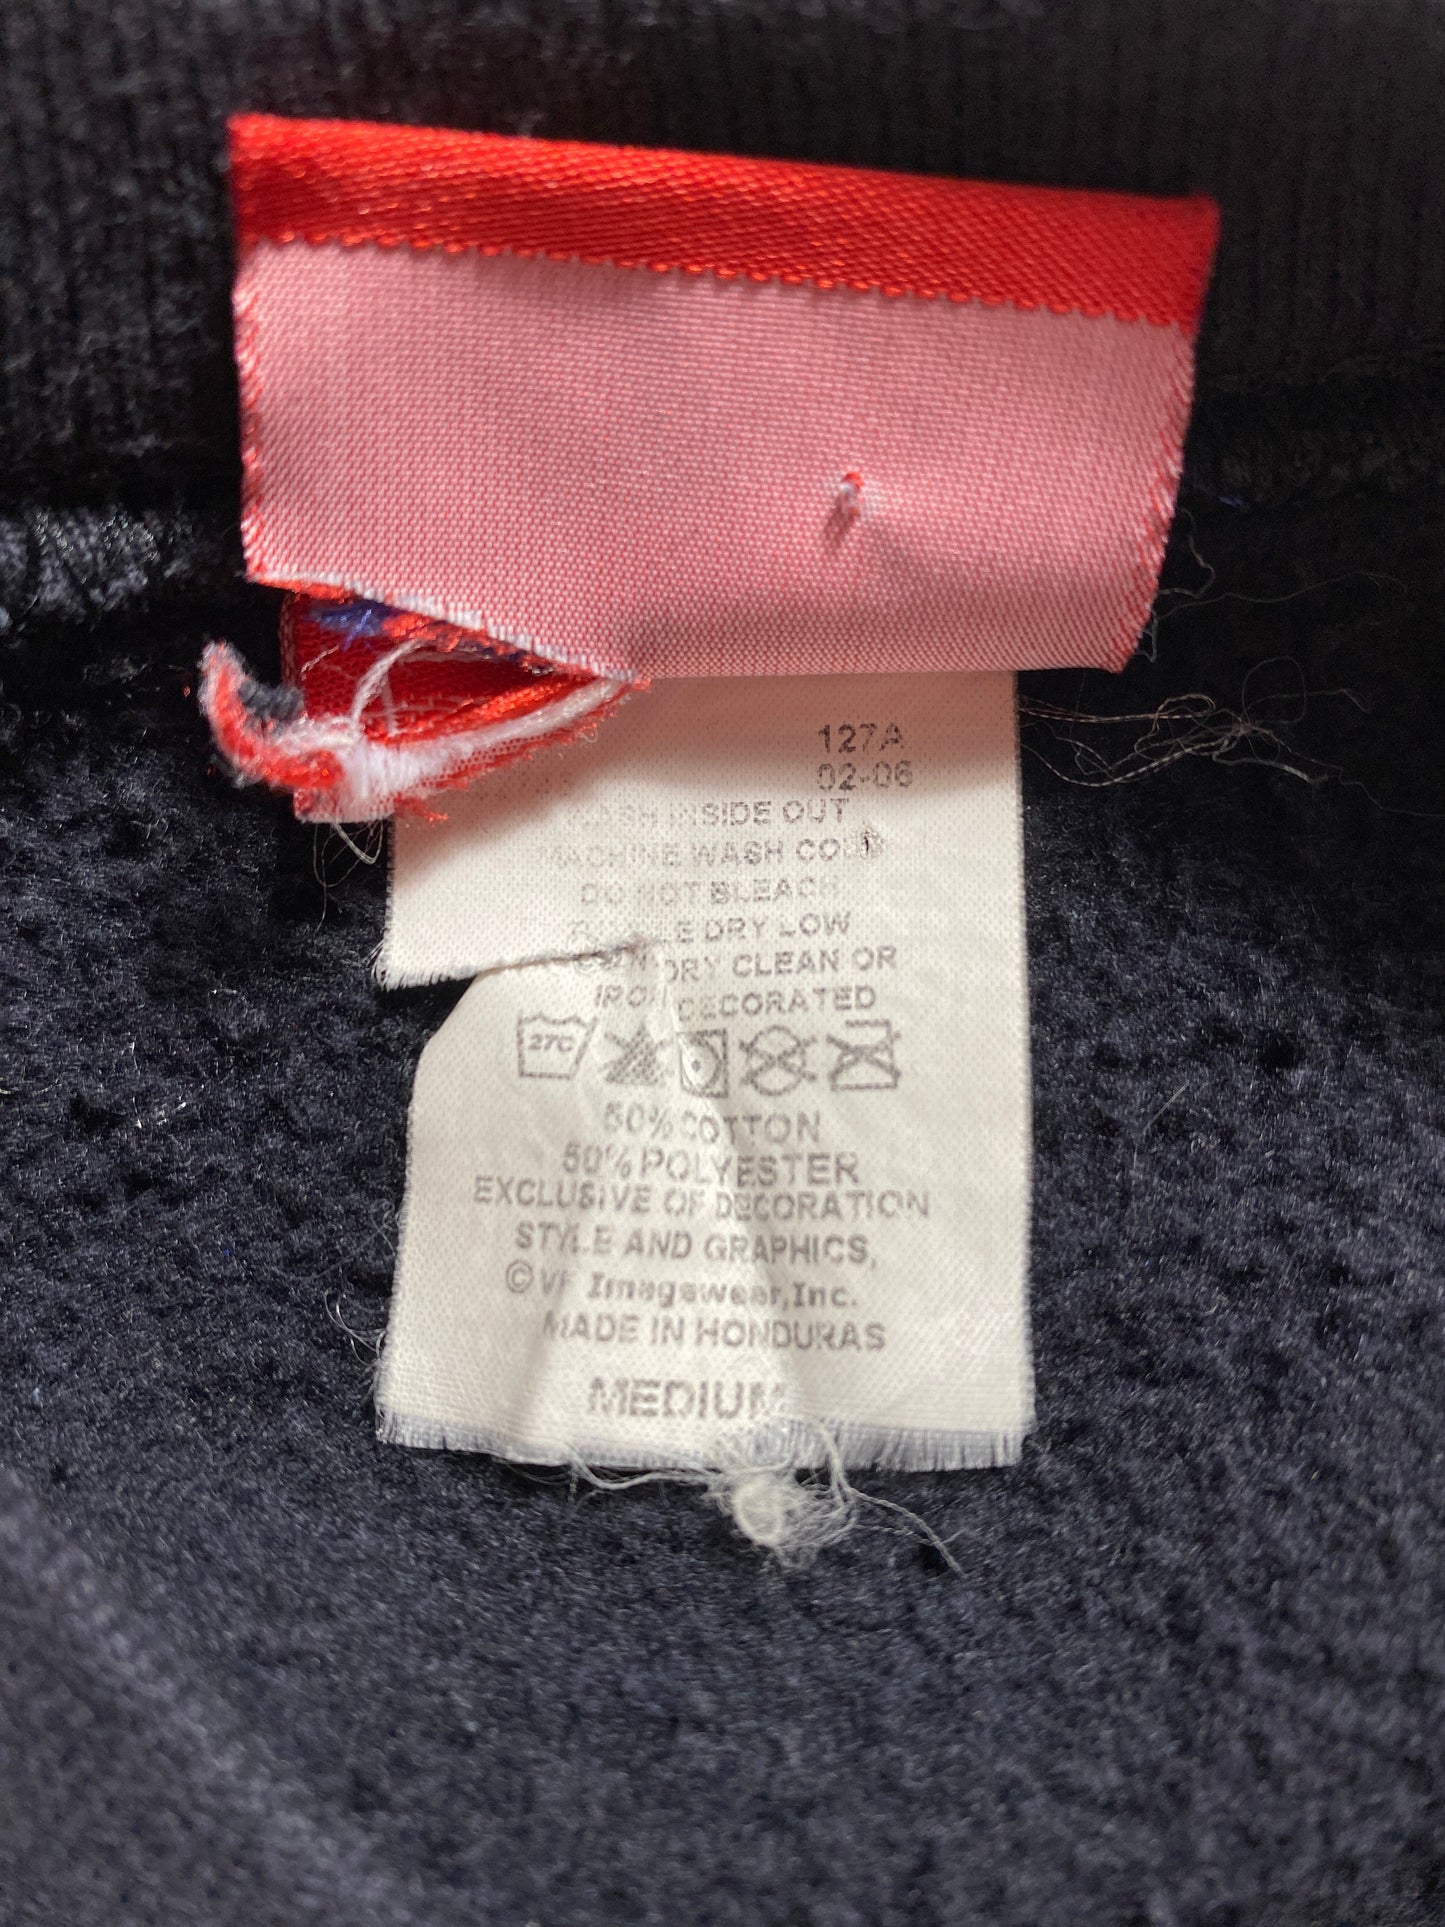 127A
02-06
INSIDE OUT
MACHINE WASH
DO NOT BLEACH
DRY LOW
DRY CLEAN OR
DECORATED
27C
50% COTTON
50% POLYESTER
EXCLUSIVE OF DECORATION
STYLE AND GRAPHICS,
© VF Imagewear, Inc.
MADE IN HONDURAS
MEDIUM